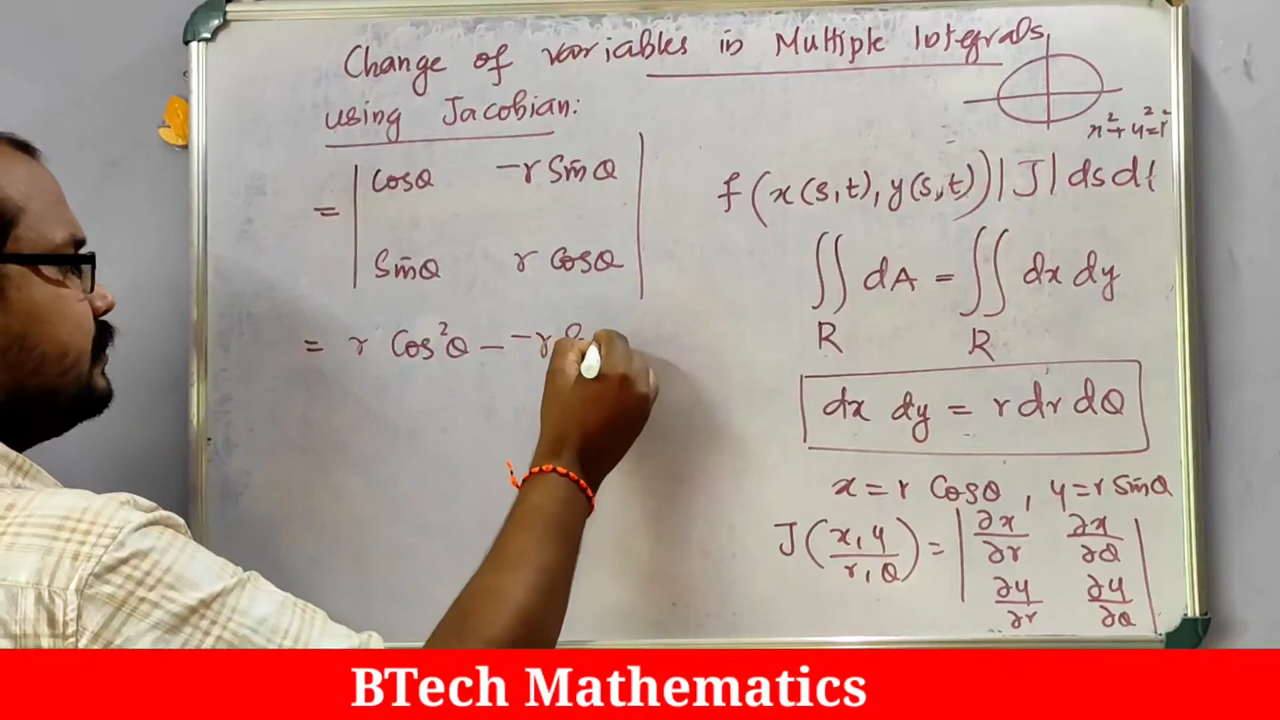 Change of variables in Multiple Integrals
using Jacobian:
x²+y²=r²
= | cosθ -r Sinθ |
| Sinθ r cosθ |
= r Cos²θ - -r
f(x(s,t), y(s,t)) |J| ds dt
∬ dA = ∬ dx dy
R R
dx dy = r dr dθ
x = r Cosθ, y = r Sinθ
J(x,y / r,θ) = | ∂x/∂r ∂x/∂θ |
| ∂y/∂r ∂y/∂θ |
BTech Mathematics